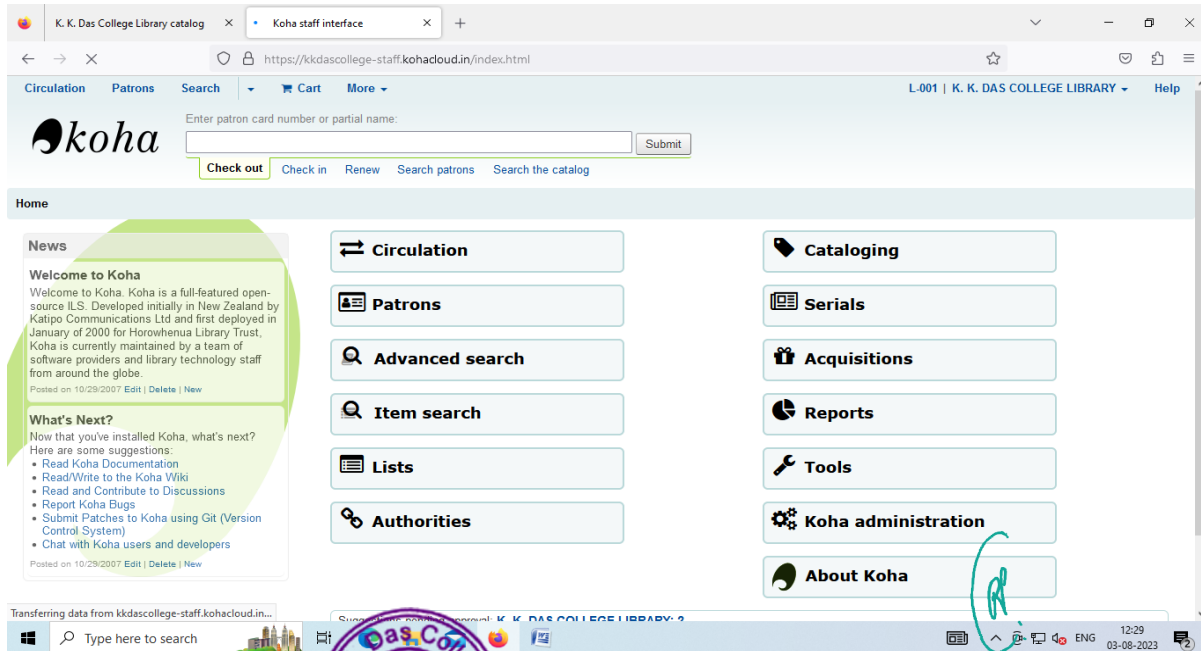 K. K. Das College Library catalog
Koha staff interface
https://kkdascollege-staff.kohacloud.in/index.html
Circulation Patrons Search Cart More L-001 | K. K. DAS COLLEGE LIBRARY Help
koha
Enter patron card number or partial name:
Submit
Check out Check in Renew Search patrons Search the catalog
Home
News
Welcome to Koha
Welcome to Koha. Koha is a full-featured open-
source ILS. Developed initially in New Zealand by
Katipo Communications Ltd and first deployed in
January of 2000 for Horowhenua Library Trust,
Koha is currently maintained by a team of
software providers and library technology staff
from around the globe.
Posted on 10/29/2007 Edit | Delete | New
What's Next?
Now that you've installed Koha, what's next?
Here are some suggestions:
• Read Koha Documentation
• Read/Write to the Koha Wiki
• Read and Contribute to Discussions
• Report Koha Bugs
• Submit Patches to Koha using Git (Version
Control System)
• Chat with Koha users and developers
Posted on 10/29/2007 Edit | Delete | New
Circulation
Patrons
Advanced search
Item search
Lists
Authorities
Cataloging
Serials
Acquisitions
Reports
Tools
Koha administration
About Koha
Transferring data from kkdascollege-staff.kohacloud.in...
Suggestions pending approval: K. K. DAS COLLEGE LIBRARY: 2
Das Co
Type here to search
ENG
12:29
03-08-2023
2